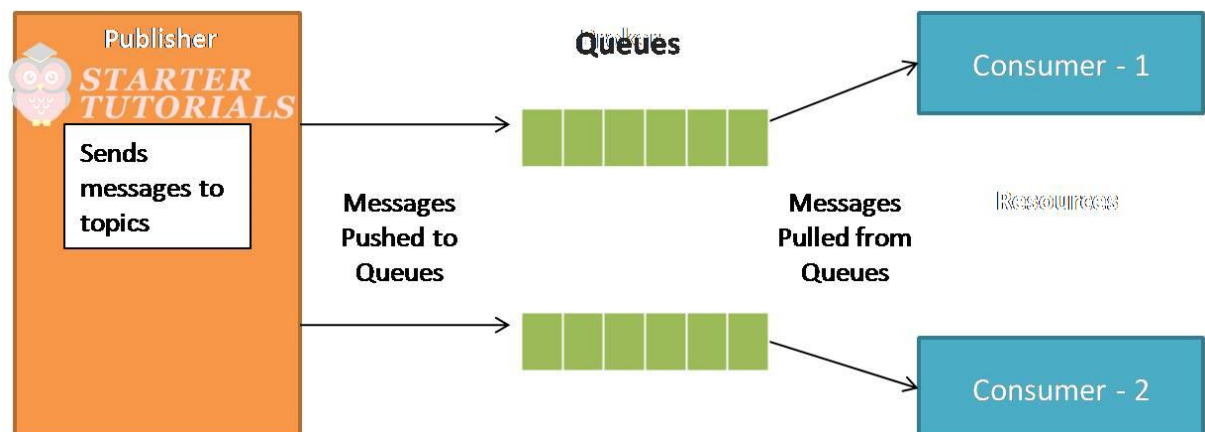 Publisher
STARTER
TUTORIALS
Sends
messages to
topics
Messages
Pushed to
Queues
Queues
Messages
Pulled from
Queues
Consumer - 1
Resources
Consumer - 2